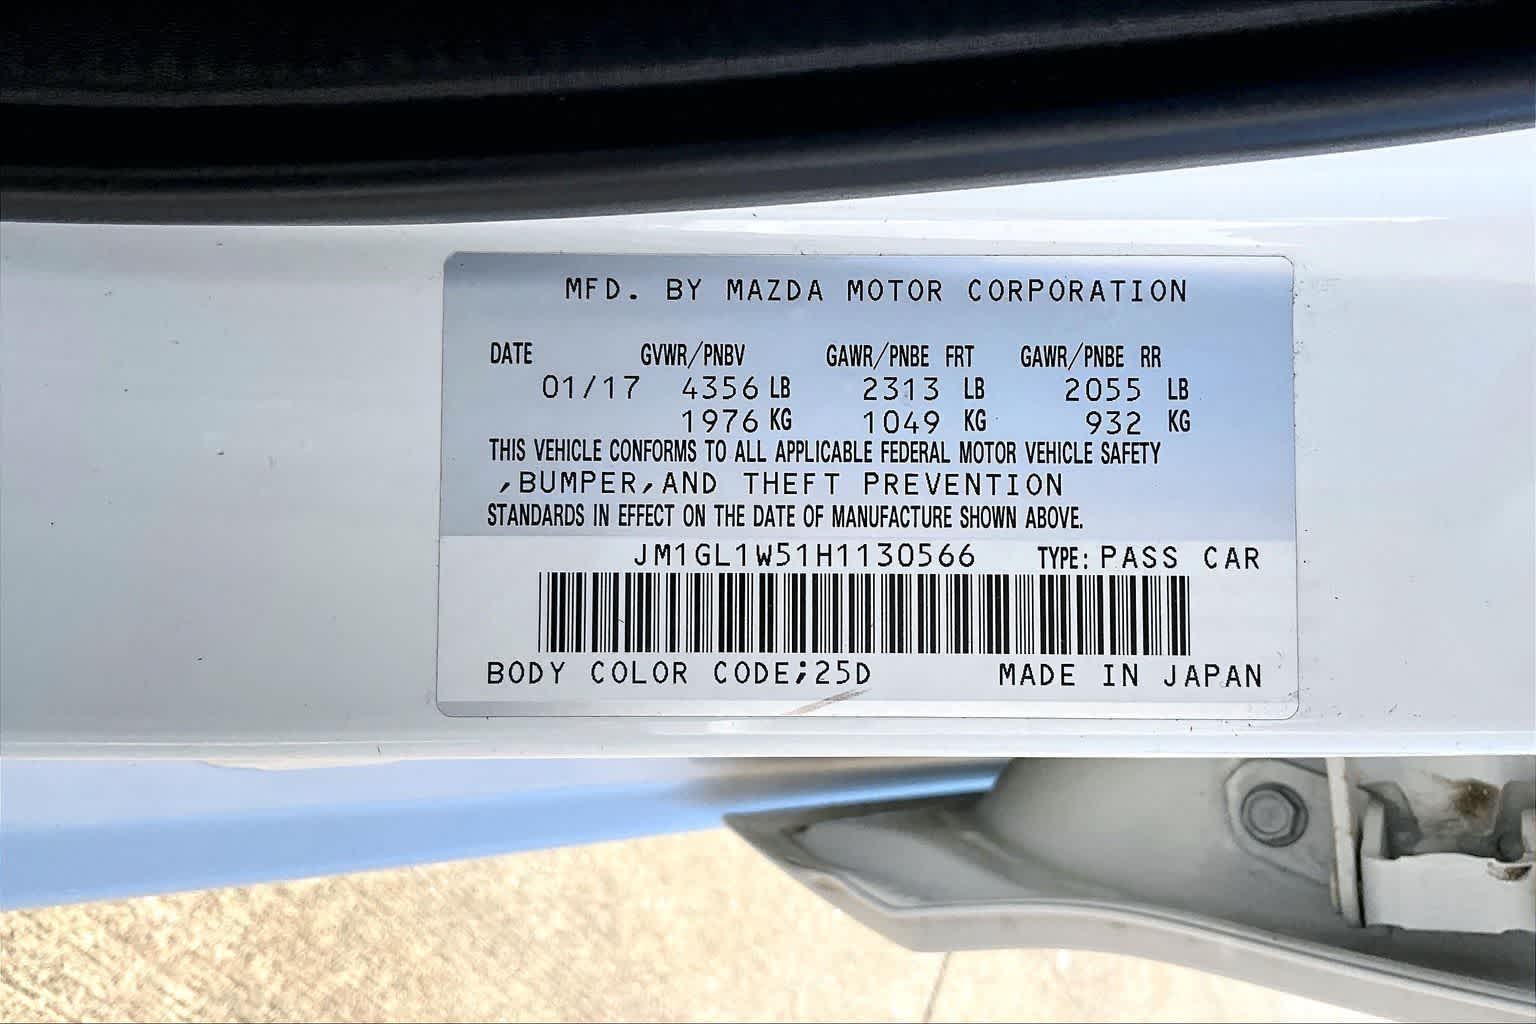 MFD. BY MAZDA MOTOR CORPORATION
DATE GVWR/PNBV GAWR/PNBE FRT GAWR/PNBE RR
01/17 4356 LB 2313 LB 2055 LB
1976 KG 1049 KG 932 KG
THIS VEHICLE CONFORMS TO ALL APPLICABLE FEDERAL MOTOR VEHICLE SAFETY
,BUMPER,AND THEFT PREVENTION
STANDARDS IN EFFECT ON THE DATE OF MANUFACTURE SHOWN ABOVE.
JM1GL1W51H1130566 TYPE: PASS CAR
BODY COLOR CODE;25D MADE IN JAPAN